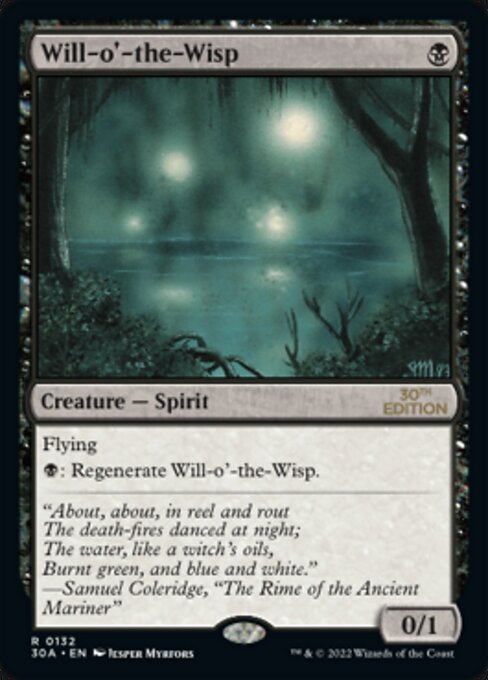 Will-o'-the-Wisp
JM 93
Creature — Spirit
30TH
EDITION
Flying
: Regenerate Will-o'-the-Wisp.
“About, about, in reel and rout
The death-fires danced at night;
The water, like a witch's oils,
Burnt green, and blue and white.”
—Samuel Coleridge, “The Rime of the Ancient
Mariner”
0/1
R 0132
30A • EN Jesper Myrfors
™ & © 2022 Wizards of the Coast